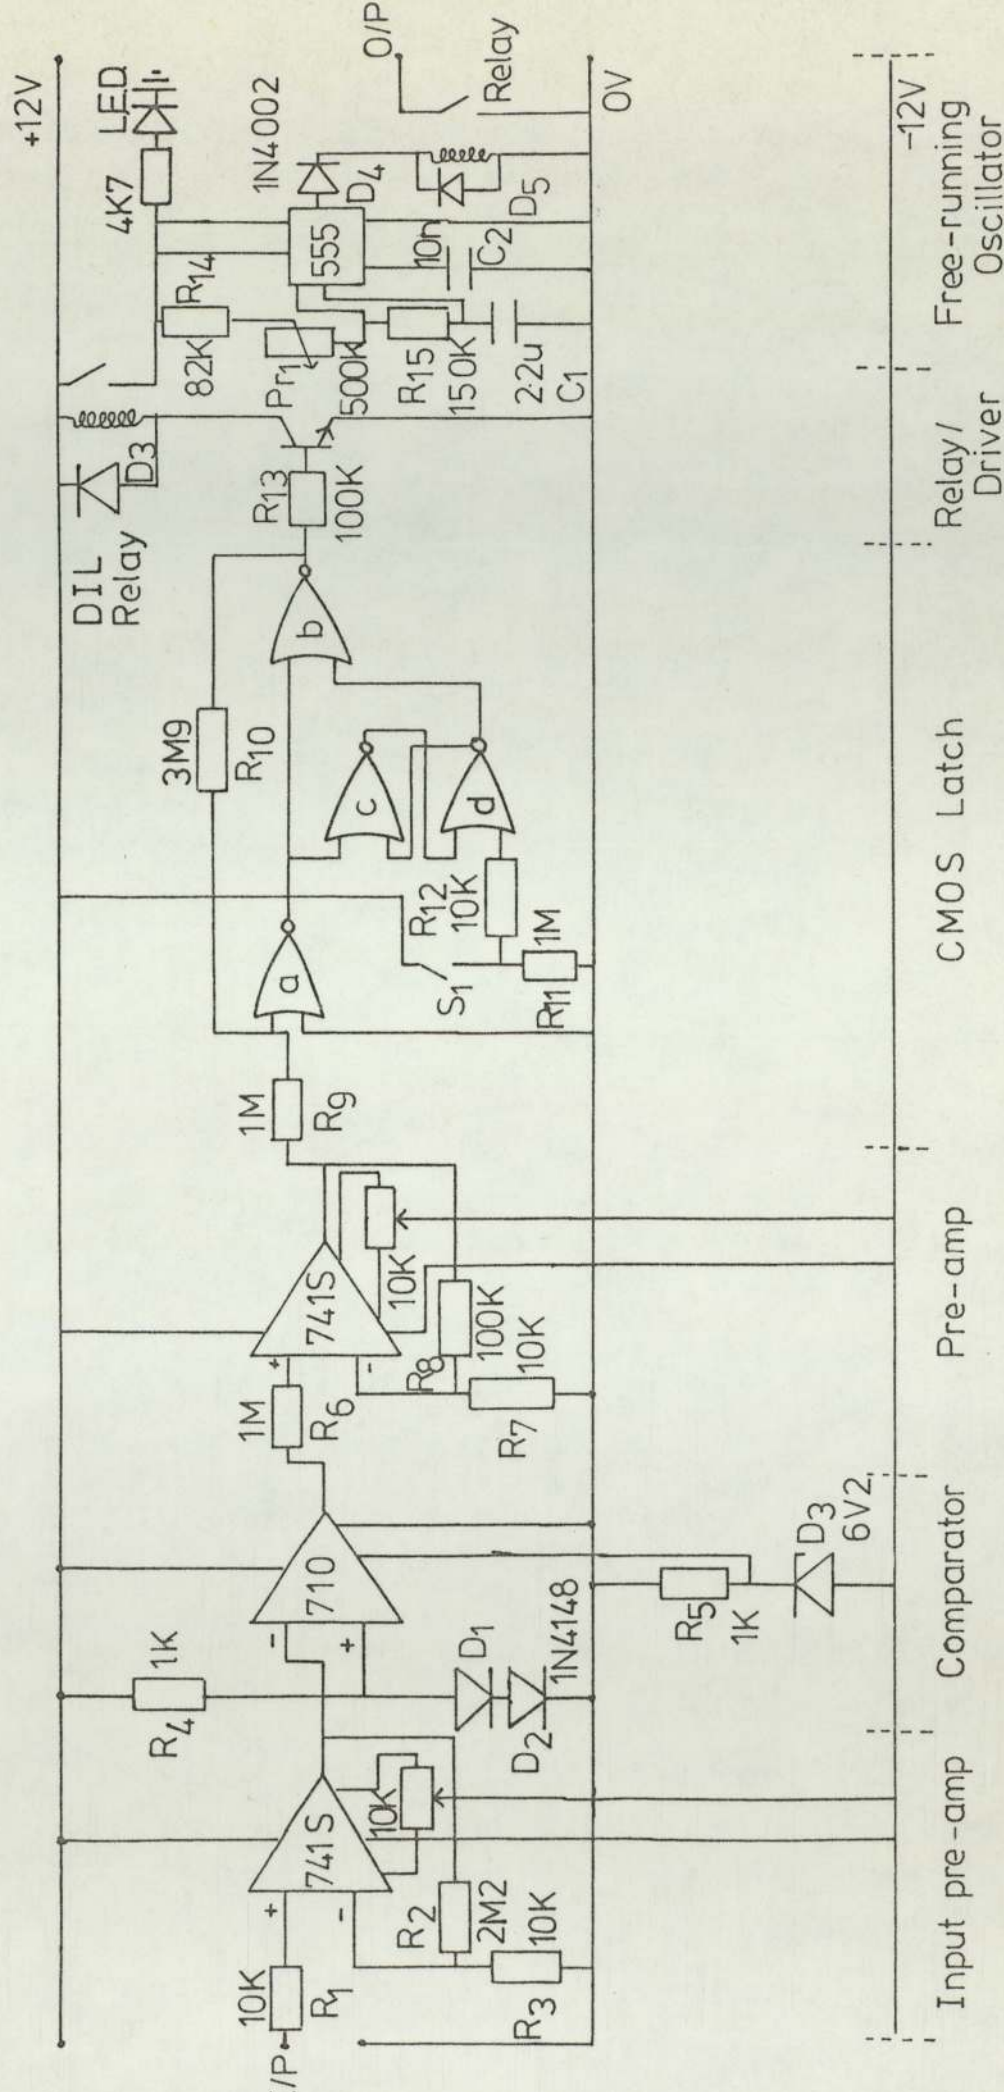 +12V
LED
4K7
1N4002
O/P
Relay
0V
-12V
DIL
Relay
D3
R14
82K
555
D4
D5
Pr1
500K
10n
C2
R15
150K
2·2u
C1
R13
100K
3M9
R10
a
b
c
d
S1
R12
10K
R11
1M
1M
R9
741S
10K
R8
100K
R7
10K
1M
R6
710
-
+
+
-
R4
1K
D1
D2
1N4148
R5
1K
D3
6V2
741S
10K
+
-
R2
2M2
R3
10K
10K
R1
/P
Input pre-amp
Comparator
Pre-amp
CMOS Latch
Relay/
Driver
Free-running
Oscillator